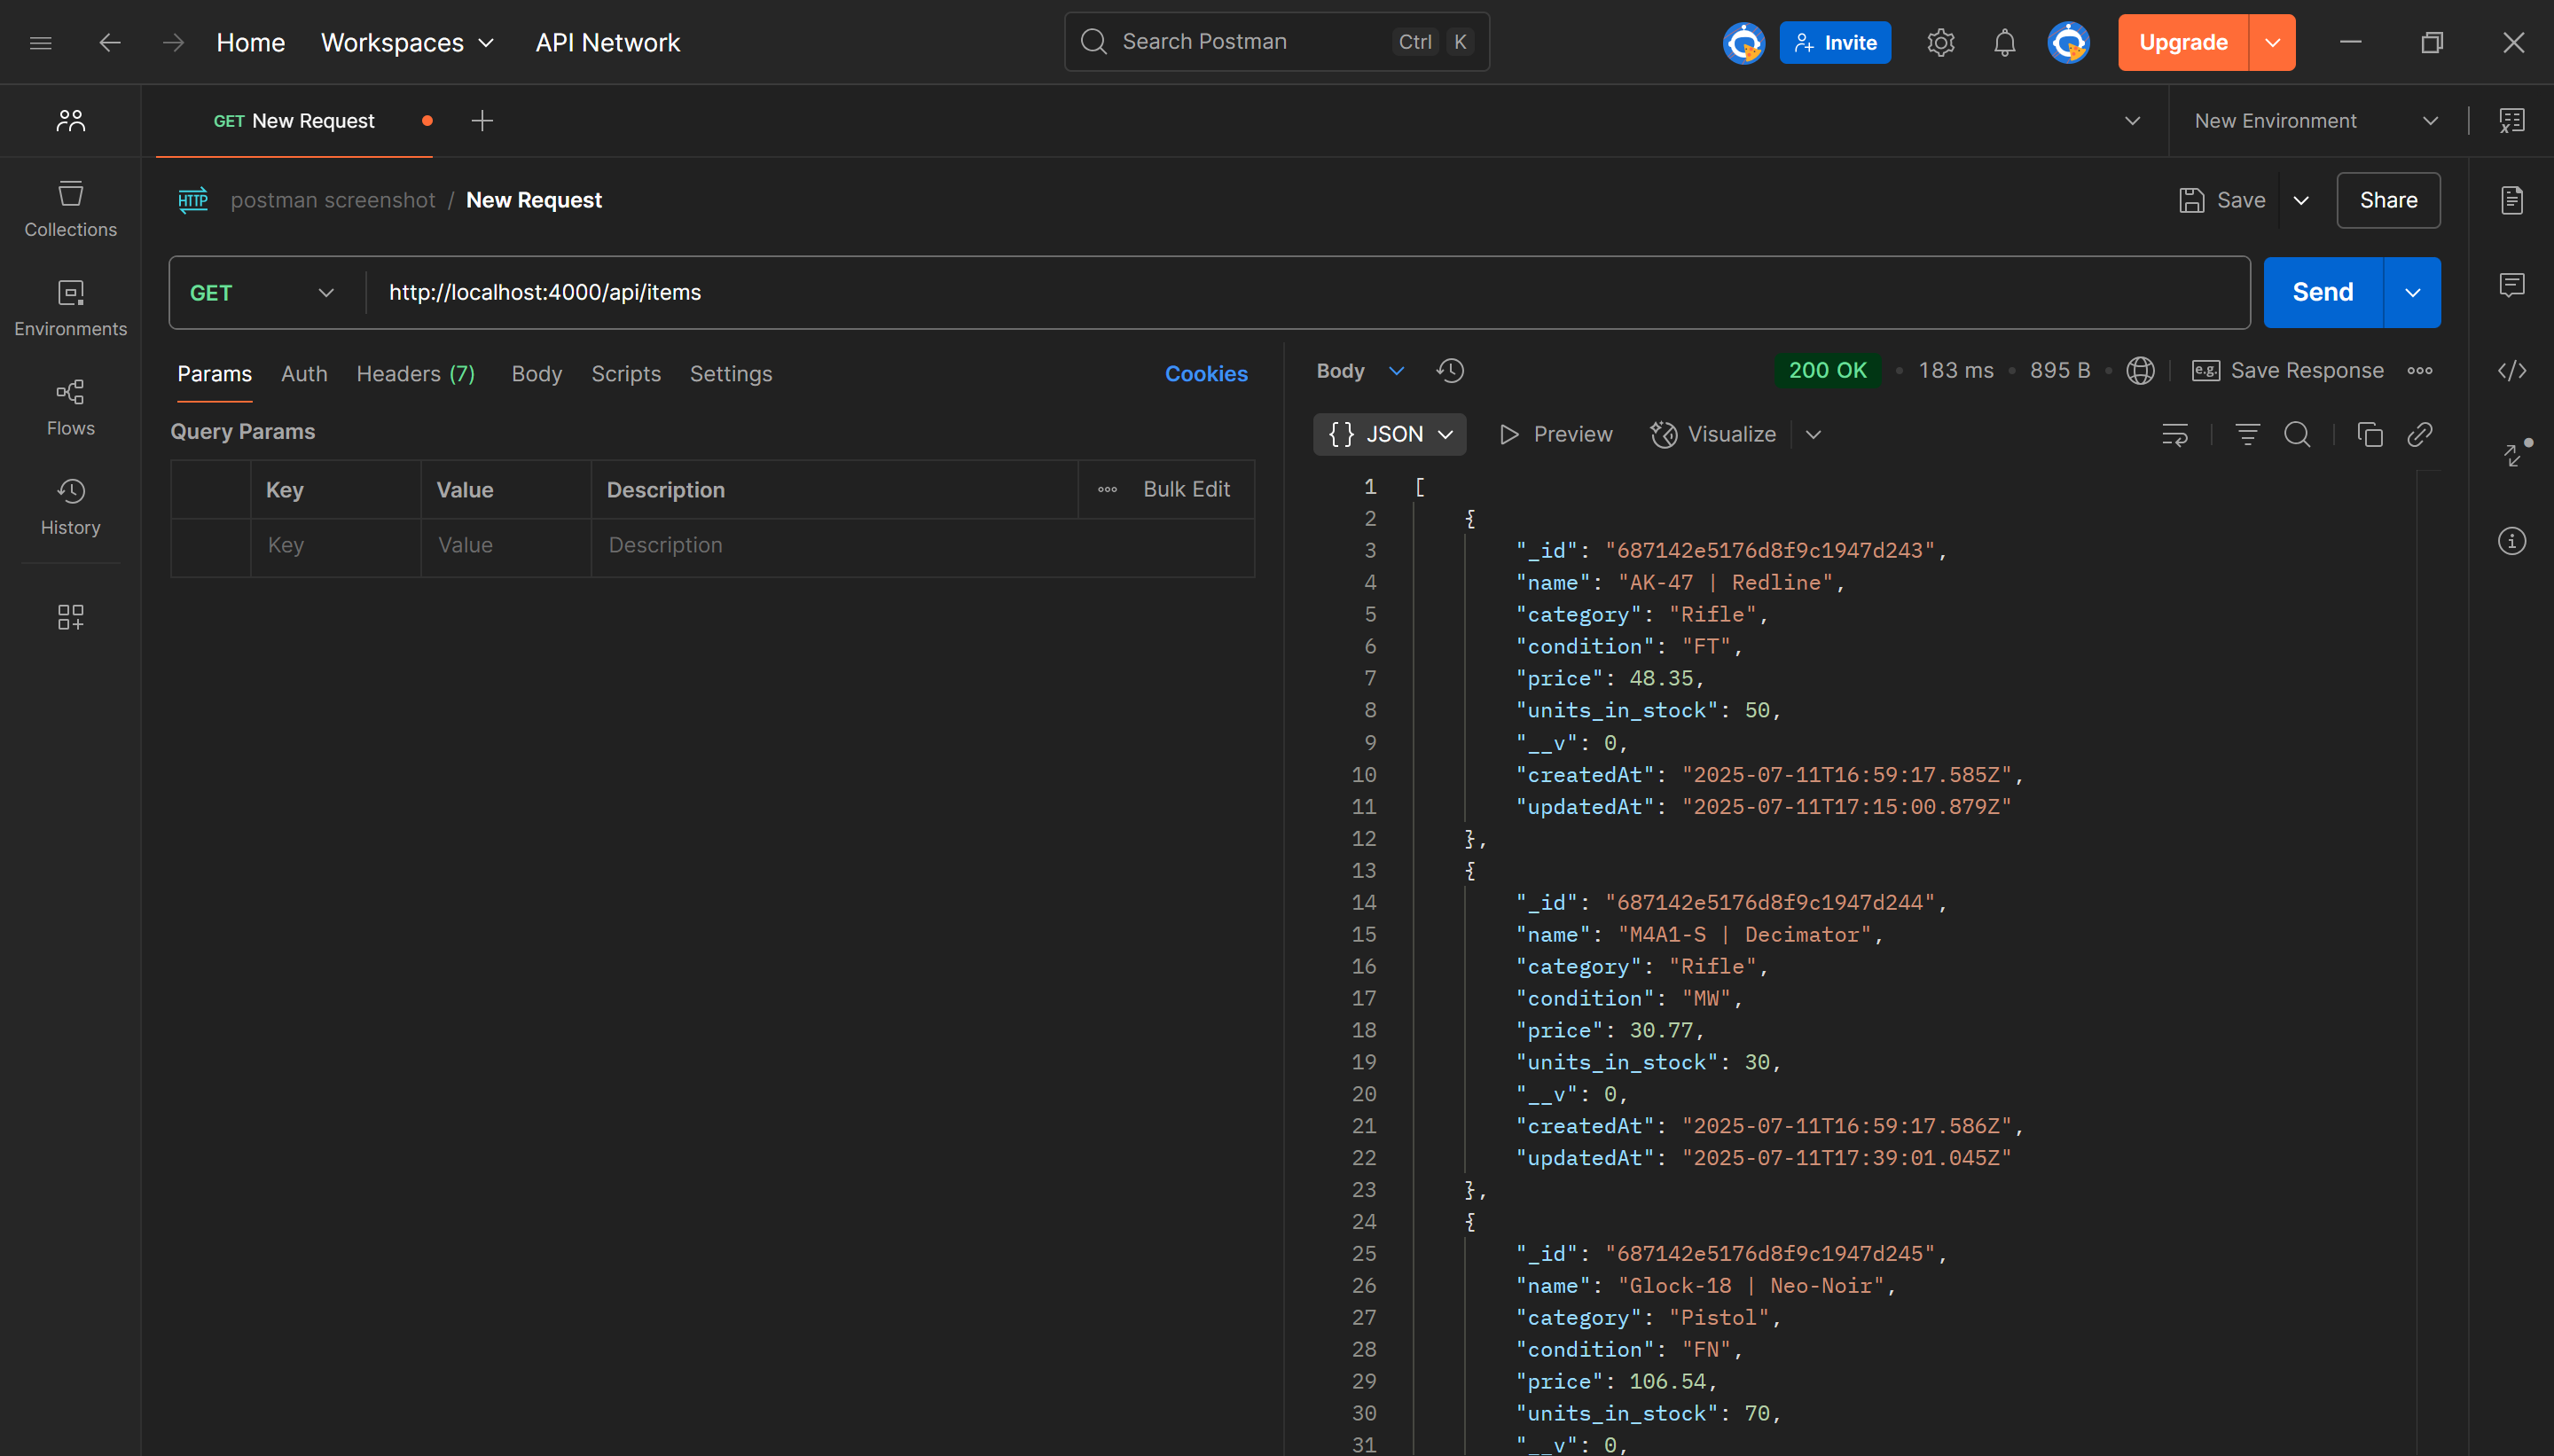 Home Workspaces API Network Search Postman Ctrl K Invite Upgrade
GET New Request New Environment
postman screenshot / New Request Save Share
Collections
Environments
Flows
History
HTTP
GET http://localhost:4000/api/items Send
Params Auth Headers (7) Body Scripts Settings Cookies
Query Params
Key Value Description Bulk Edit
Key Value Description
Body 200 OK 183 ms 895 B e.g. Save Response
{} JSON Preview Visualize
1 [
2 {
3 "_id": "687142e5176d8f9c1947d243",
4 "name": "AK-47 | Redline",
5 "category": "Rifle",
6 "condition": "FT",
7 "price": 48.35,
8 "units_in_stock": 50,
9 "__v": 0,
10 "createdAt": "2025-07-11T16:59:17.585Z",
11 "updatedAt": "2025-07-11T17:15:00.879Z"
12 },
13 {
14 "_id": "687142e5176d8f9c1947d244",
15 "name": "M4A1-S | Decimator",
16 "category": "Rifle",
17 "condition": "MW",
18 "price": 30.77,
19 "units_in_stock": 30,
20 "__v": 0,
21 "createdAt": "2025-07-11T16:59:17.586Z",
22 "updatedAt": "2025-07-11T17:39:01.045Z"
23 },
24 {
25 "_id": "687142e5176d8f9c1947d245",
26 "name": "Glock-18 | Neo-Noir",
27 "category": "Pistol",
28 "condition": "FN",
29 "price": 106.54,
30 "units_in_stock": 70,
31 "__v": 0,